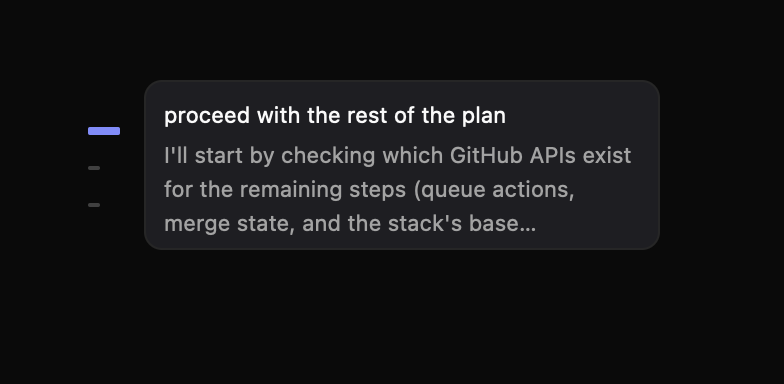 proceed with the rest of the plan
I'll start by checking which GitHub APIs exist
for the remaining steps (queue actions,
merge state, and the stack's base...